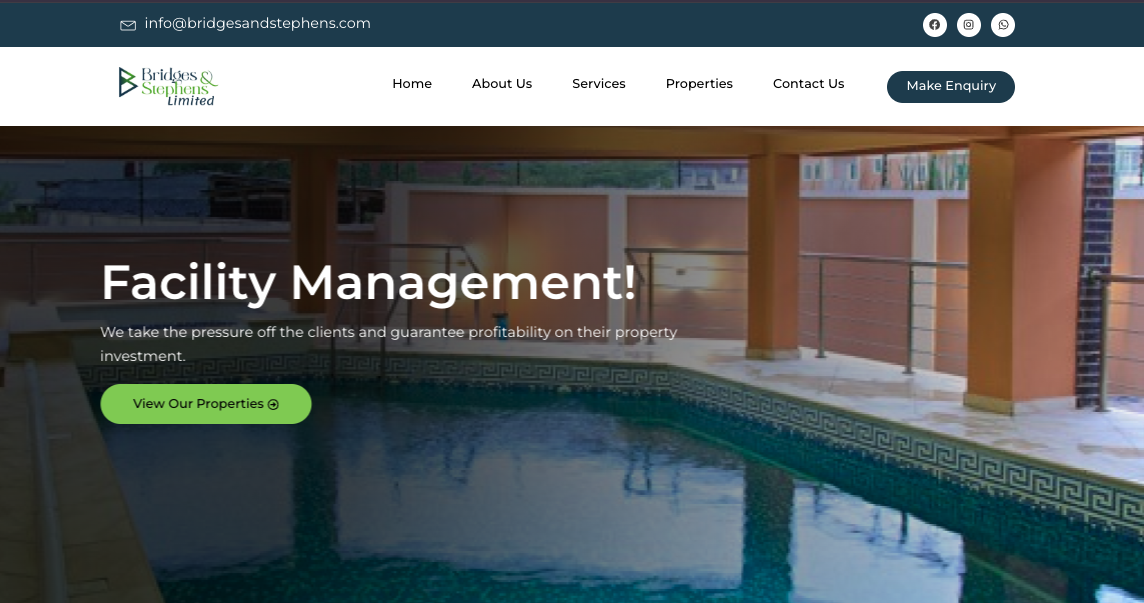 info@bridgesandstephens.com
Bridges &
Stephens
Limited
Home
About Us
Services
Properties
Contact Us
Make Enquiry
Facility Management!
We take the pressure off the clients and guarantee profitability on their property
investment.
View Our Properties